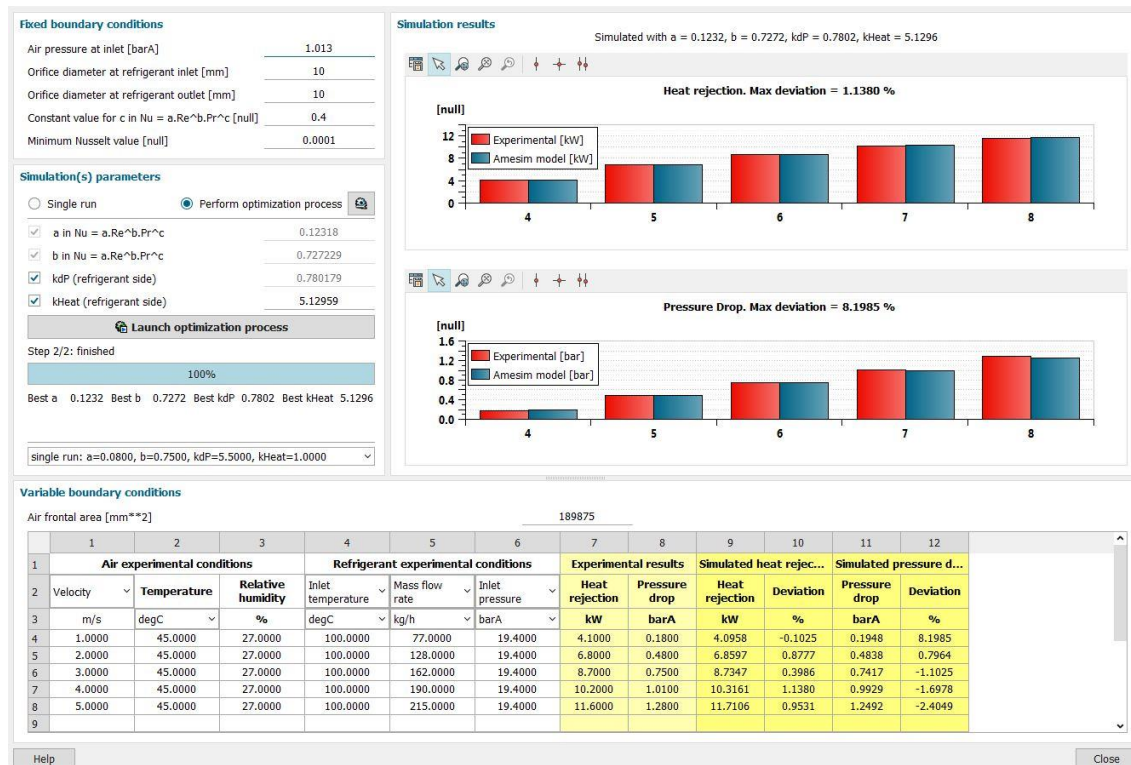 Fixed boundary conditions
Air pressure at inlet [barA] 1.013
Orifice diameter at refrigerant inlet [mm] 10
Orifice diameter at refrigerant outlet [mm] 10
Constant value for c in Nu = a.Re^b.Pr^c [null] 0.4
Minimum Nusselt value [null] 0.0001
Simulation(s) parameters
Single run Perform optimization process
a in Nu = a.Re^b.Pr^c 0.12318
b in Nu = a.Re^b.Pr^c 0.727229
kdP (refrigerant side) 0.780179
kHeat (refrigerant side) 5.12959
Launch optimization process
Step 2/2: finished
100%
Best a 0.1232 Best b 0.7272 Best kdP 0.7802 Best kHeat 5.1296
single run: a=0.0800, b=0.7500, kdP=5.5000, kHeat=1.0000
Simulation results
Simulated with a = 0.1232, b = 0.7272, kdP = 0.7802, kHeat = 5.1296
Heat rejection. Max deviation = 1.1380 %
[null]
12
8
4
0
Experimental [kW]
Amesim model [kW]
4 5 6 7 8
Pressure Drop. Max deviation = 8.1985 %
[null]
1.6
1.2
0.8
0.4
0.0
Experimental [bar]
Amesim model [bar]
4 5 6 7 8
Variable boundary conditions
Air frontal area [mm**2] 189875
1 2 3 4 5 6 7 8 9 10 11 12
1 Air experimental conditions Refrigerant experimental conditions Experimental results Simulated heat rejec... Simulated pressure d...
2 Velocity Temperature Relative humidity Inlet temperature Mass flow rate Inlet pressure Heat rejection Pressure drop Heat rejection Deviation Pressure drop Deviation
3 m/s degC % degC kg/h barA kW barA kW % barA %
4 1.0000 45.0000 27.0000 100.0000 77.0000 19.4000 4.1000 0.1800 4.0958 -0.1025 0.1948 8.1985
5 2.0000 45.0000 27.0000 100.0000 128.0000 19.4000 6.8000 0.4800 6.8597 0.8777 0.4838 0.7964
6 3.0000 45.0000 27.0000 100.0000 162.0000 19.4000 8.7000 0.7500 8.7347 0.3986 0.7417 -1.1025
7 4.0000 45.0000 27.0000 100.0000 190.0000 19.4000 10.2000 1.0100 10.3161 1.1380 0.9929 -1.6978
8 5.0000 45.0000 27.0000 100.0000 215.0000 19.4000 11.6000 1.2800 11.7106 0.9531 1.2492 -2.4049
9
Help Close